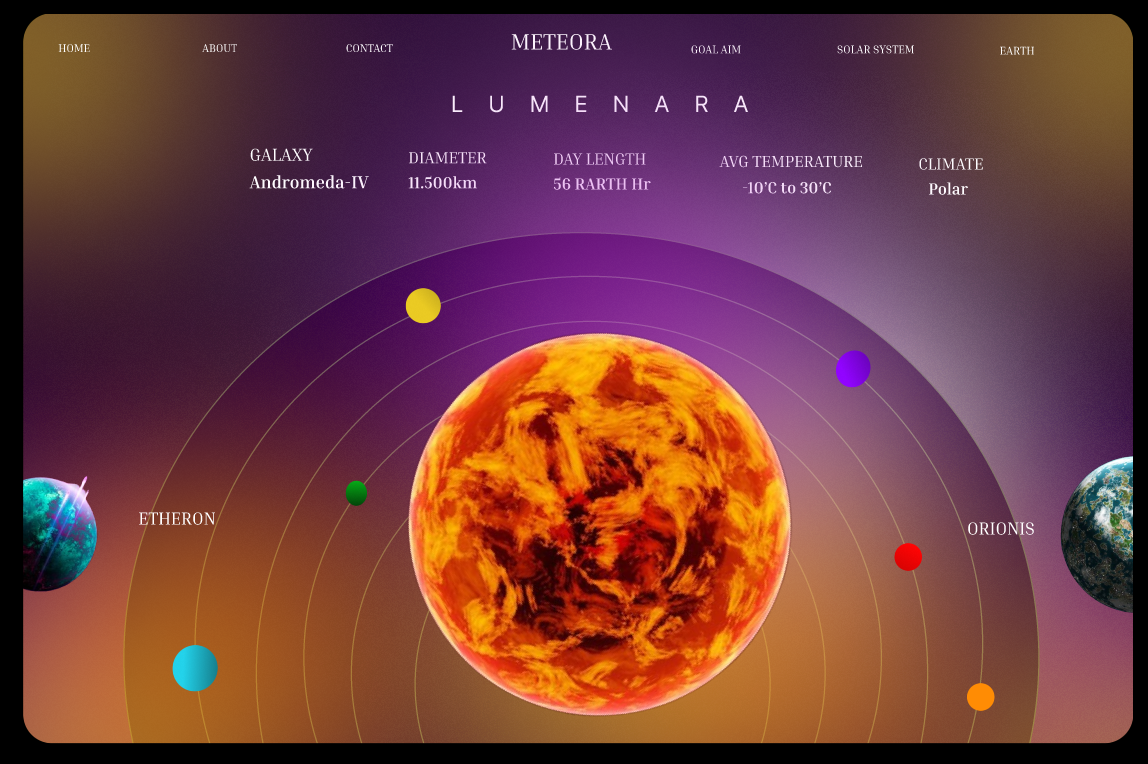 HOME
ABOUT
CONTACT
METEORA
GOAL AIM
SOLAR SYSTEM
EARTH
LUMENARA
GALAXY
Andromeda-IV
DIAMETER
11.500km
DAY LENGTH
56 RARTH Hr
AVG TEMPERATURE
-10'C to 30'C
CLIMATE
Polar
ETHERON
ORIONIS